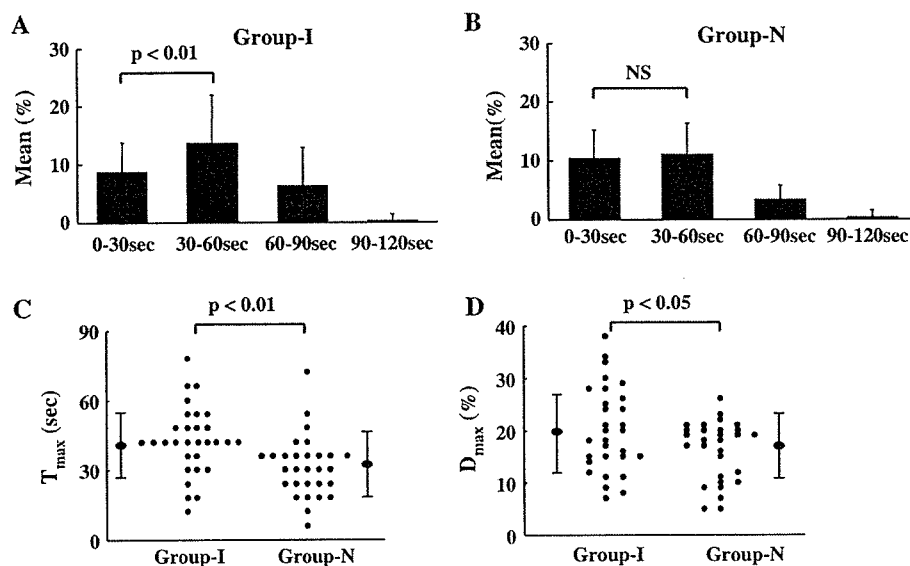 A
Group-I
30
p < 0.01
20
10
0
Mean (%)
0-30sec 30-60sec 60-90sec 90-120sec
B
Group-N
30
NS
20
10
0
Mean(%)
0-30sec 30-60sec 60-90sec 90-120sec
C
p < 0.01
90
60
30
0
Tmax (sec)
Group-I Group-N
D
p < 0.05
40
30
20
10
0
Dmax (%)
Group-I Group-N